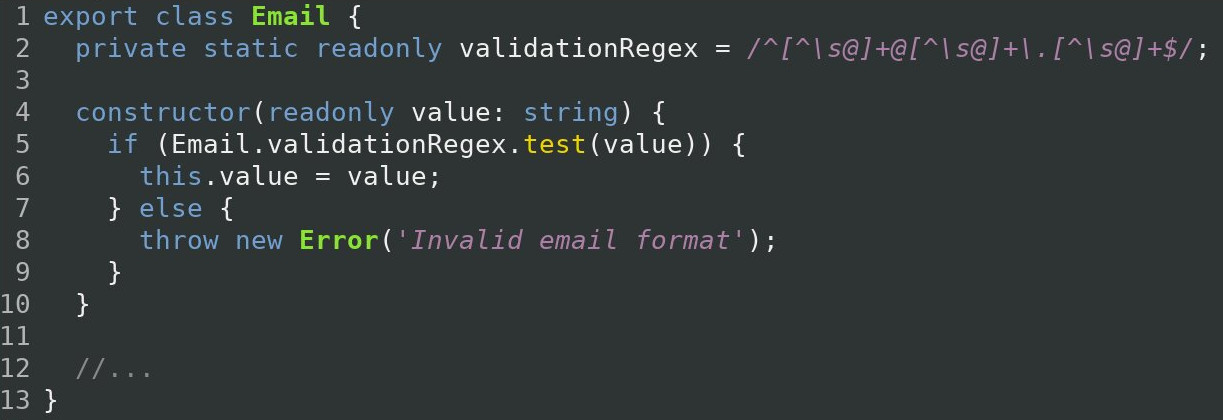 1 export class Email {
2   private static readonly validationRegex = /^[^\s@]+@[^\s@]+\.[^\s@]+$/;
3
4   constructor(readonly value: string) {
5     if (Email.validationRegex.test(value)) {
6       this.value = value;
7     } else {
8       throw new Error('Invalid email format');
9     }
10   }
11
12   //...
13 }